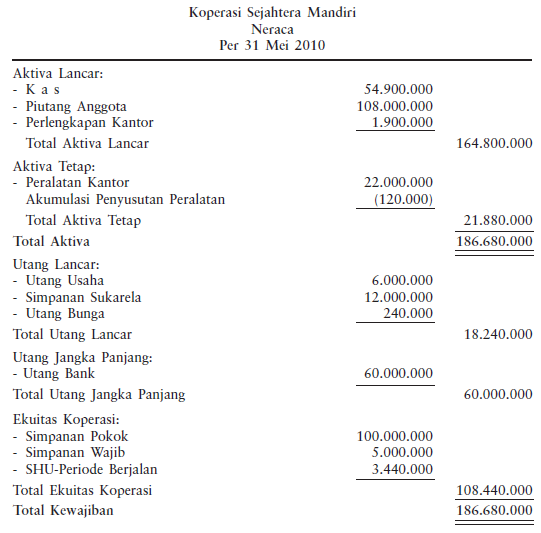 Koperasi Sejahtera Mandiri
Neraca
Per 31 Mei 2010
Aktiva Lancar:
- K a s 54.900.000
- Piutang Anggota 108.000.000
- Perlengkapan Kantor 1.900.000
Total Aktiva Lancar 164.800.000
Aktiva Tetap:
- Peralatan Kantor 22.000.000
Akumulasi Penyusutan Peralatan (120.000)
Total Aktiva Tetap 21.880.000
Total Aktiva 186.680.000
Utang Lancar:
- Utang Usaha 6.000.000
- Simpanan Sukarela 12.000.000
- Utang Bunga 240.000
Total Utang Lancar 18.240.000
Utang Jangka Panjang:
- Utang Bank 60.000.000
Total Utang Jangka Panjang 60.000.000
Ekuitas Koperasi:
- Simpanan Pokok 100.000.000
- Simpanan Wajib 5.000.000
- SHU-Periode Berjalan 3.440.000
Total Ekuitas Koperasi 108.440.000
Total Kewajiban 186.680.000